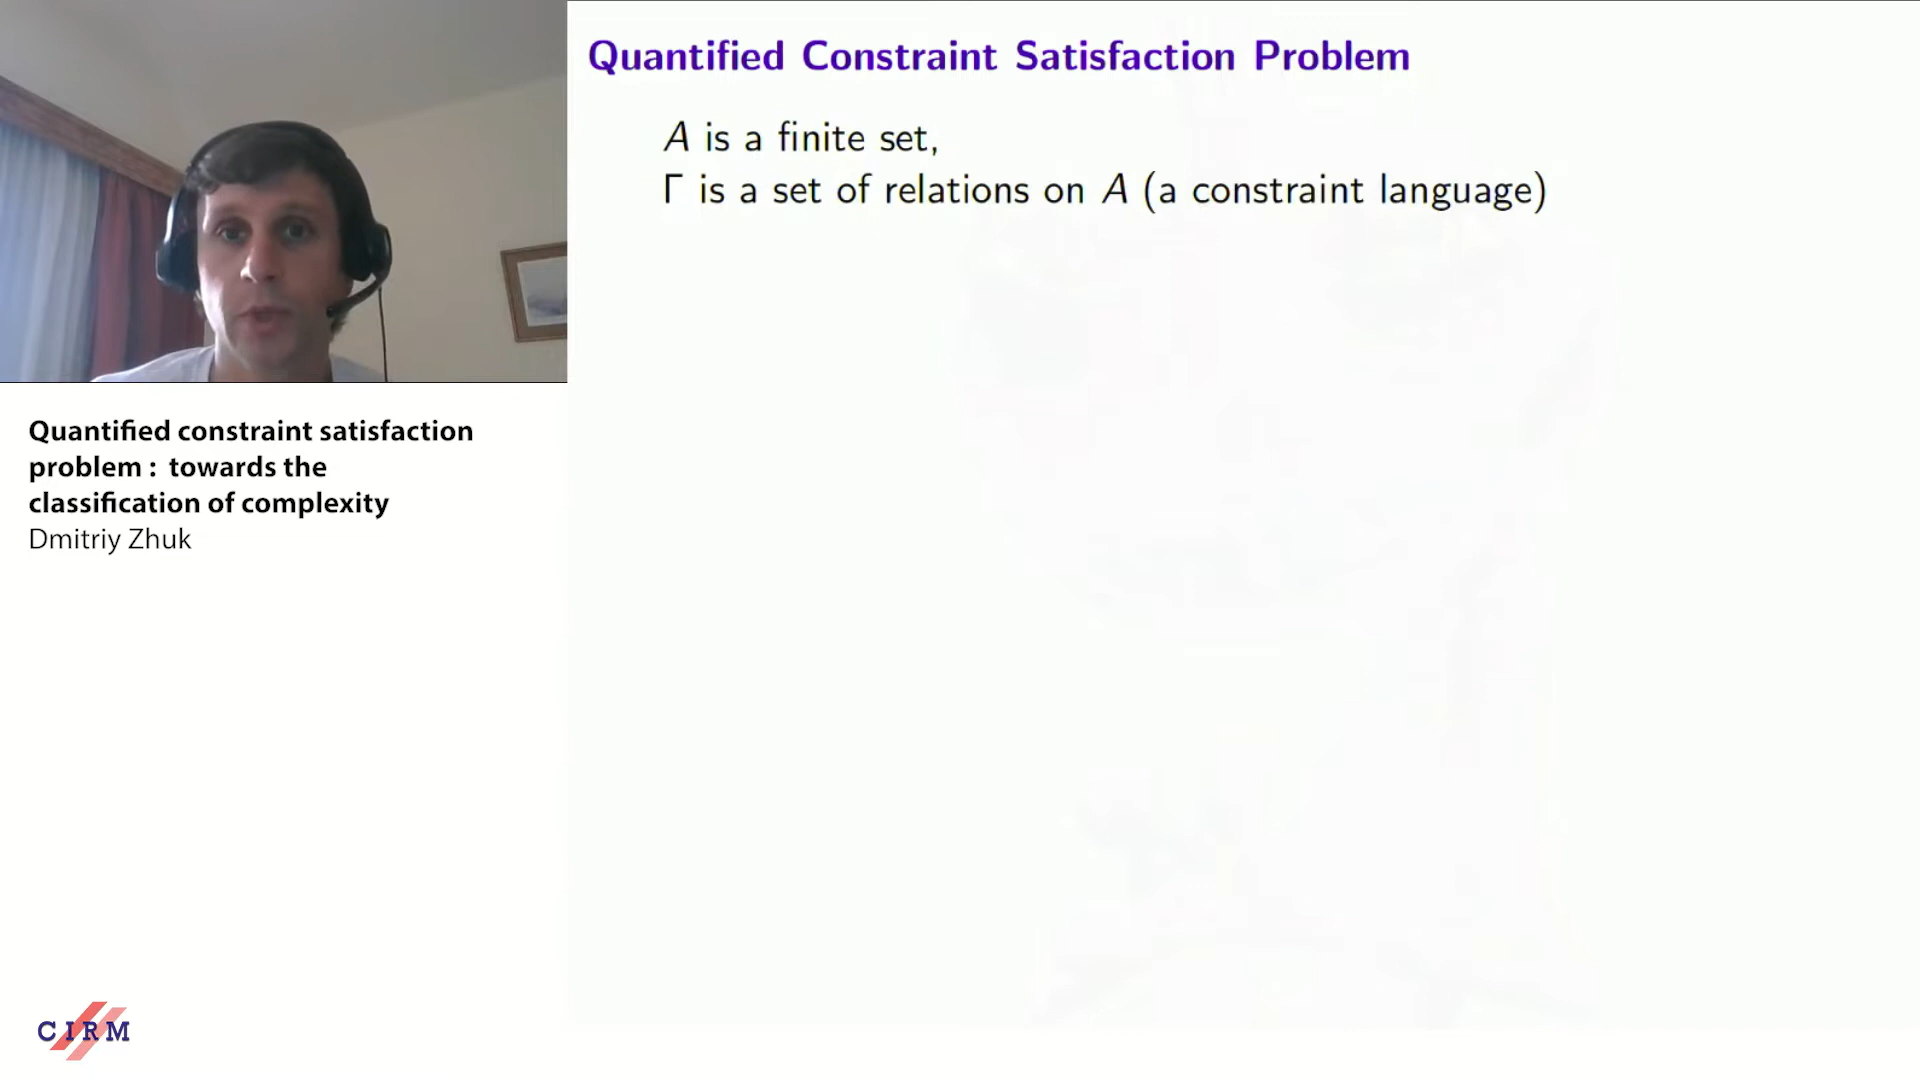 Quantified Constraint Satisfaction Problem
A is a finite set,
Γ is a set of relations on A (a constraint language)
Quantified constraint satisfaction
problem : towards the
classification of complexity
Dmitriy Zhuk
CIRM